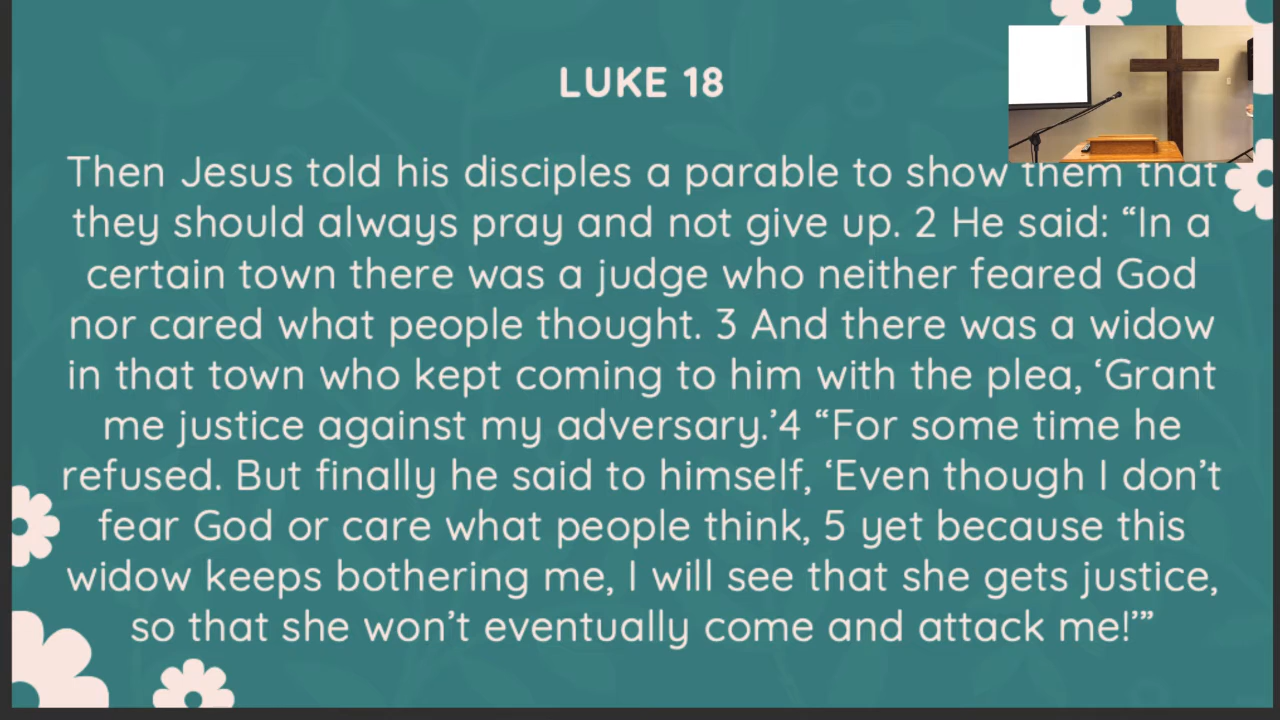 LUKE 18
Then Jesus told his disciples a parable to show them that
they should always pray and not give up. 2 He said: “In a
certain town there was a judge who neither feared God
nor cared what people thought. 3 And there was a widow
in that town who kept coming to him with the plea, ‘Grant
me justice against my adversary.’4 “For some time he
refused. But finally he said to himself, ‘Even though I don’t
fear God or care what people think, 5 yet because this
widow keeps bothering me, I will see that she gets justice,
so that she won’t eventually come and attack me!’”